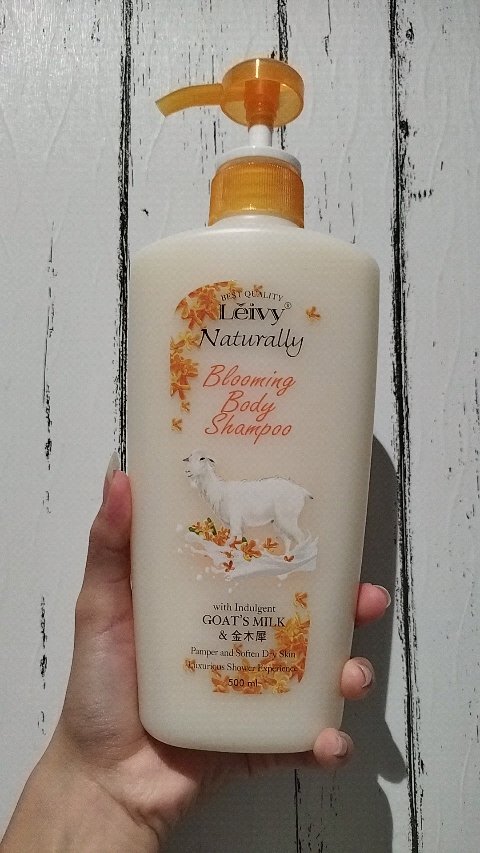 BEST QUALITY
Lěivy®
Naturally
Blooming
Body
Shampoo
with Indulgent
GOAT'S MILK
& 金木犀
Pamper and Soften Dry Skin
Luxurious Shower Experience
500 ml